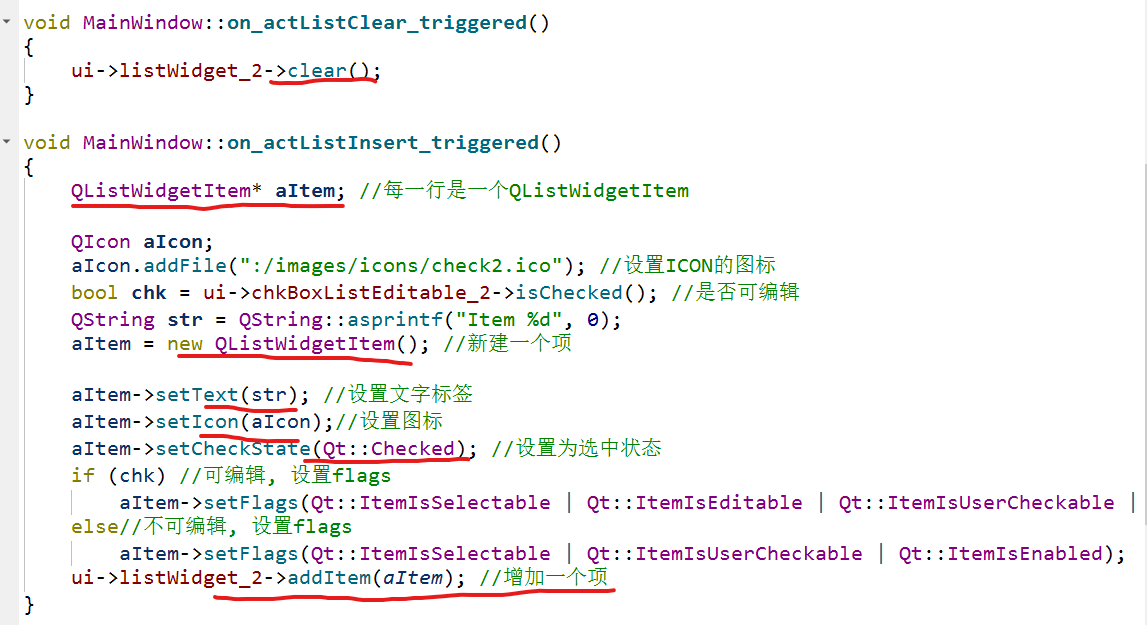 void MainWindow::on_actListClear_triggered()
{
ui->listWidget_2->clear();
}
void MainWindow::on_actListInsert_triggered()
{
QListWidgetItem* aItem; //每一行是一个QListWidgetItem
QIcon aIcon;
aIcon.addFile(":/images/icons/check2.ico"); //设置ICON的图标
bool chk = ui->chkBoxListEditable_2->isChecked(); //是否可编辑
QString str = QString::asprintf("Item %d", 0);
aItem = new QListWidgetItem(); //新建一个项
aItem->setText(str); //设置文字标签
aItem->setIcon(aIcon);//设置图标
aItem->setCheckState(Qt::Checked); //设置为选中状态
if (chk) //可编辑, 设置flags
aItem->setFlags(Qt::ItemIsSelectable | Qt::ItemIsEditable | Qt::ItemIsUserCheckable |
else//不可编辑, 设置flags
aItem->setFlags(Qt::ItemIsSelectable | Qt::ItemIsUserCheckable | Qt::ItemIsEnabled);
ui->listWidget_2->addItem(aItem); //增加一个项
}